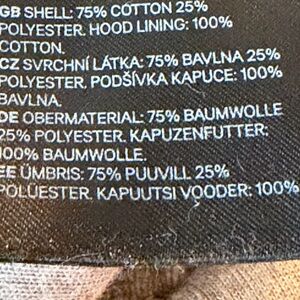 GB SHELL: 75% COTTON 25%
POLYESTER. HOOD LINING: 100%
COTTON.
CZ SVRCHNÍ LÁTKA: 75% BAVLNA 25%
POLYESTER. PODŠÍVKA KAPUCE: 100%
BAVLNA.
DE OBERMATERIAL: 75% BAUMWOLLE
25% POLYESTER. KAPUZENFUTTER:
100% BAUMWOLLE.
EE ÜMBRIS: 75% PUUVILL 25%
POLÜESTER. KAPUUTSI VOODER: 100%